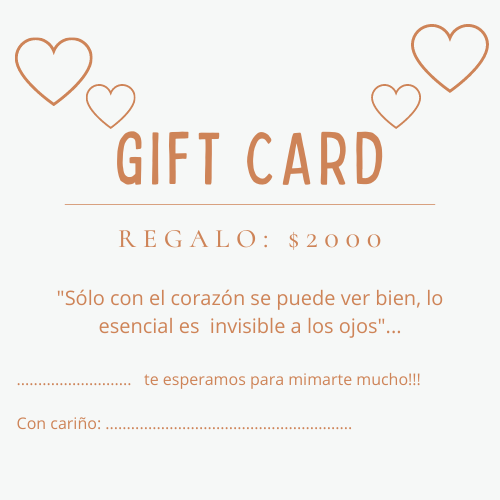 GIFT CARD
REGALO: $2000
"Sólo con el corazón se puede ver bien, lo
esencial es  invisible a los ojos"...
........................... te esperamos para mimarte mucho!!!
Con cariño: ..........................................................